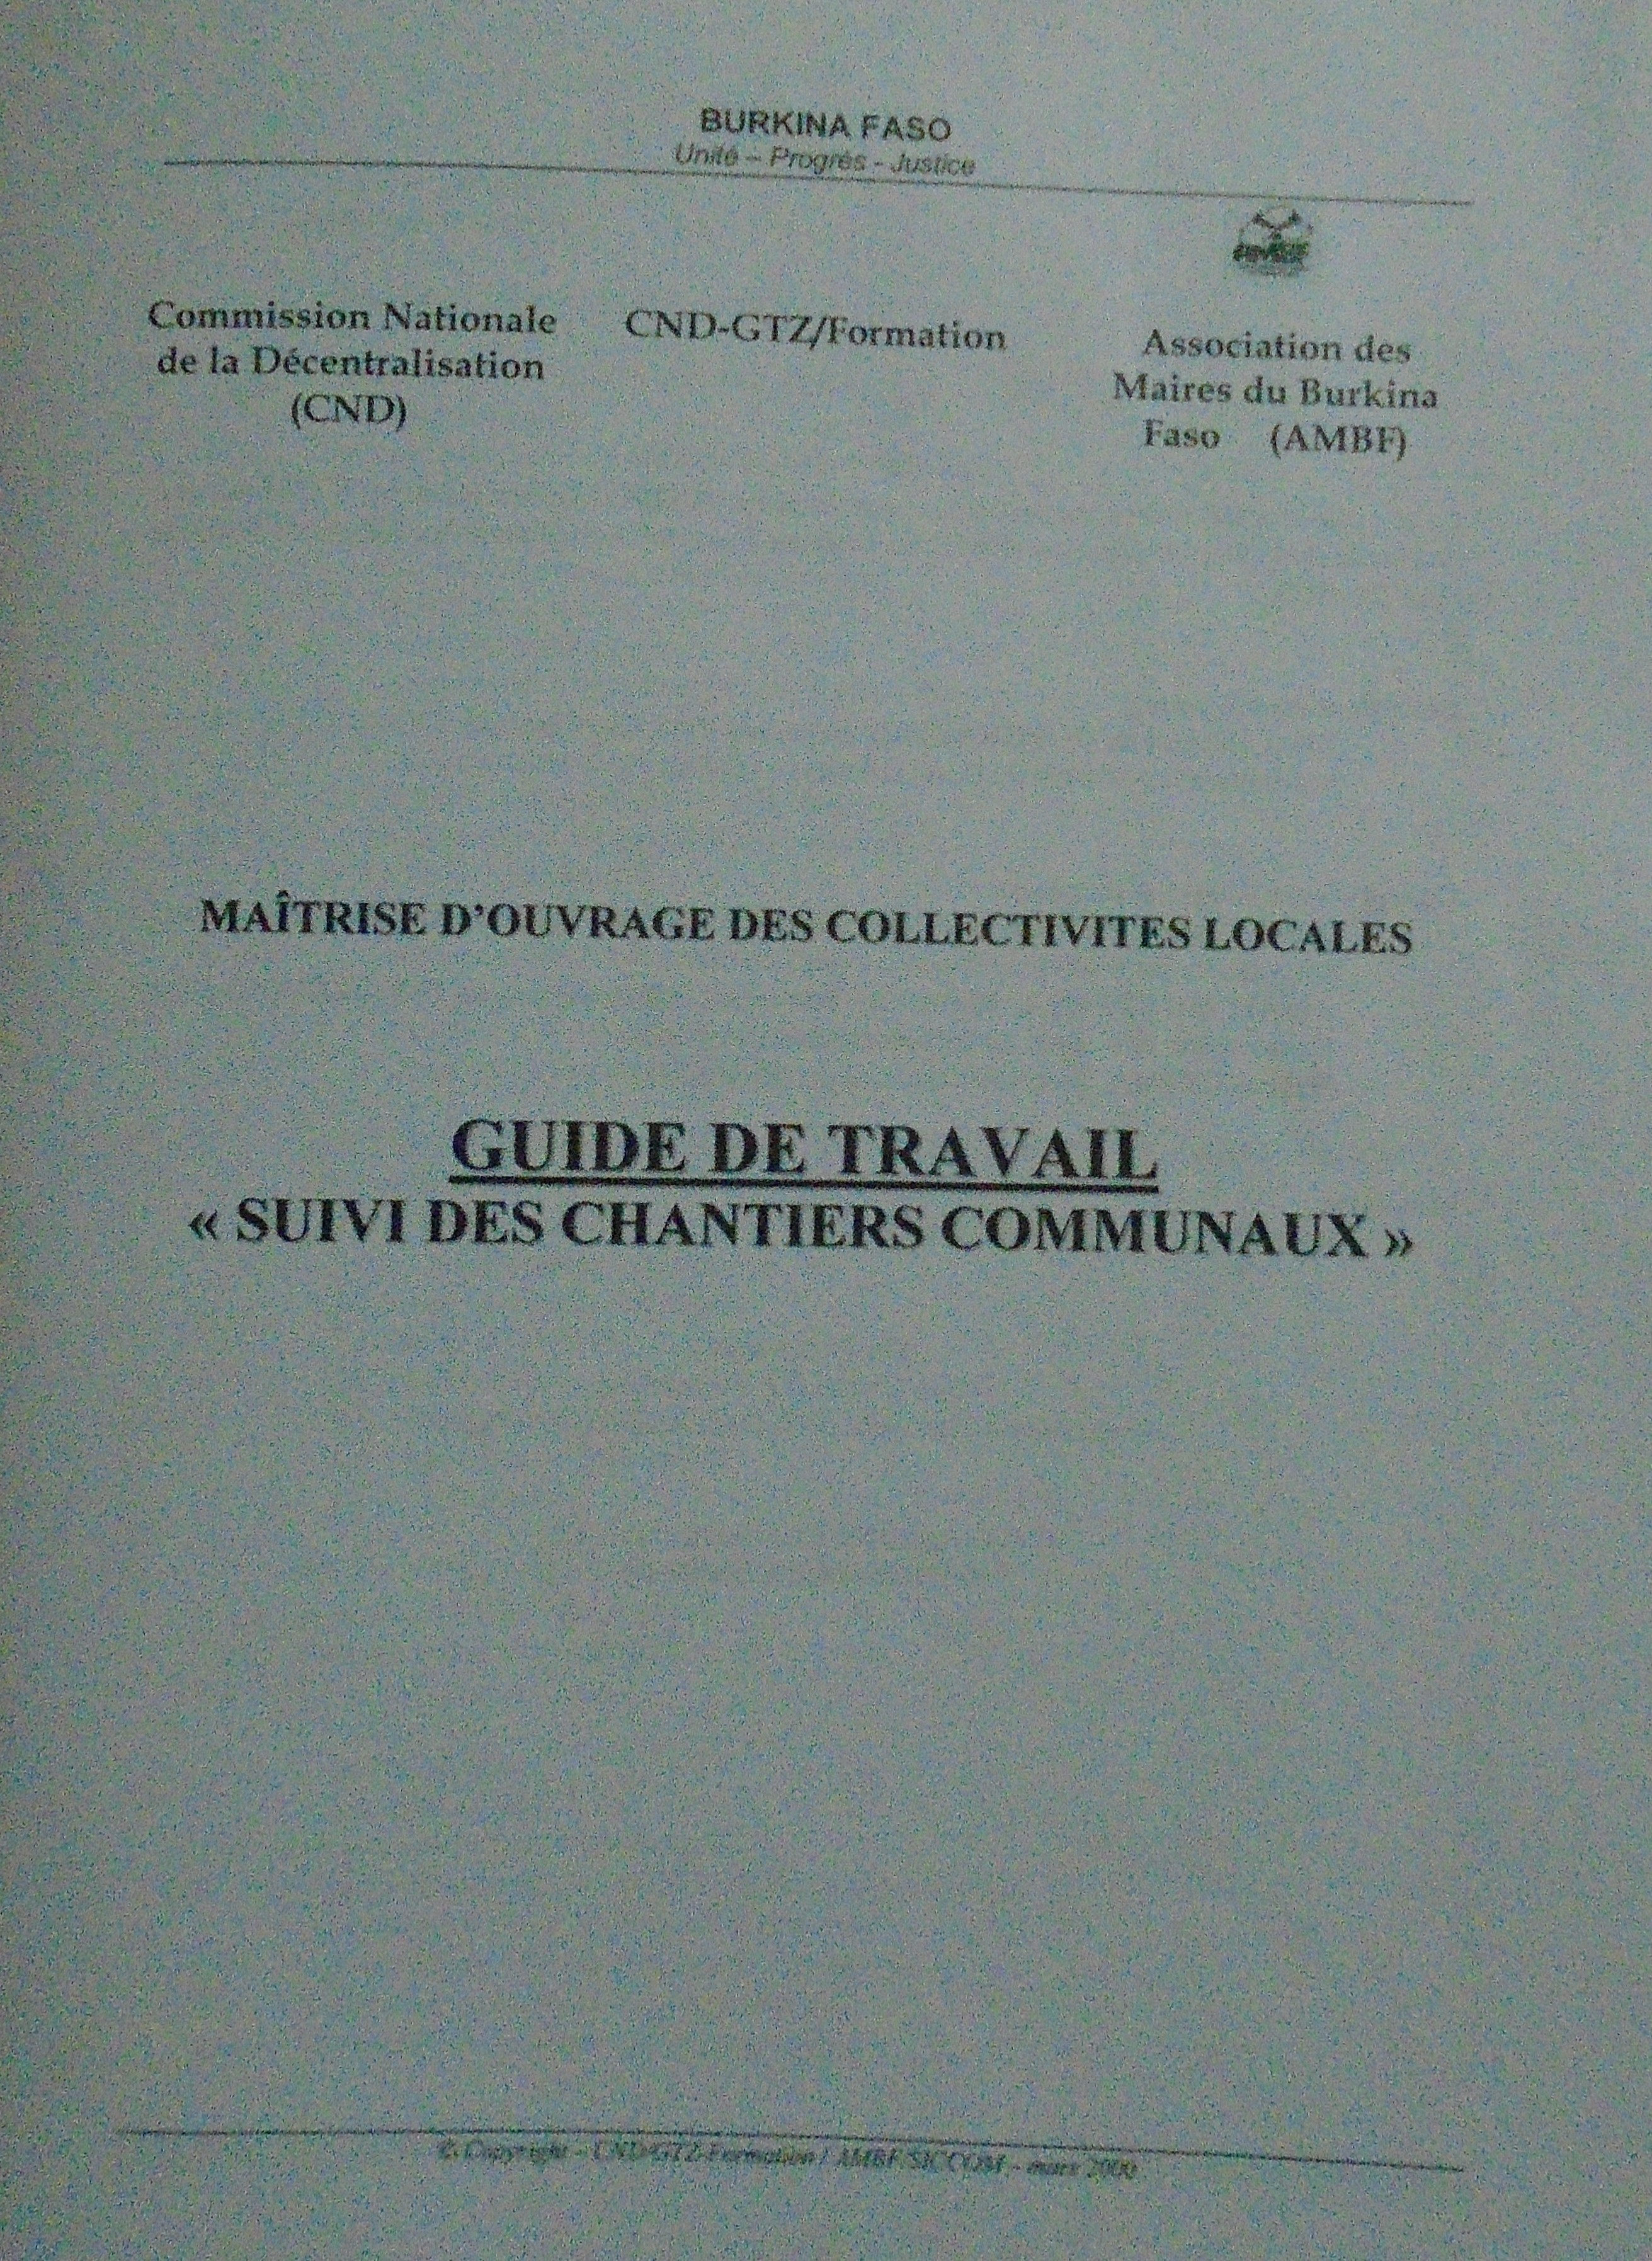 BURKINA FASO
Unité – Progrès - Justice
Commission Nationale
de la Décentralisation
(CND)
CND-GTZ/Formation
Association des
Maires du Burkina
Faso (AMBF)
MAÎTRISE D'OUVRAGE DES COLLECTIVITES LOCALES
GUIDE DE TRAVAIL
« SUIVI DES CHANTIERS COMMUNAUX »
© Copyright – CND-GTZ-Formation / AMBF - mars 2000